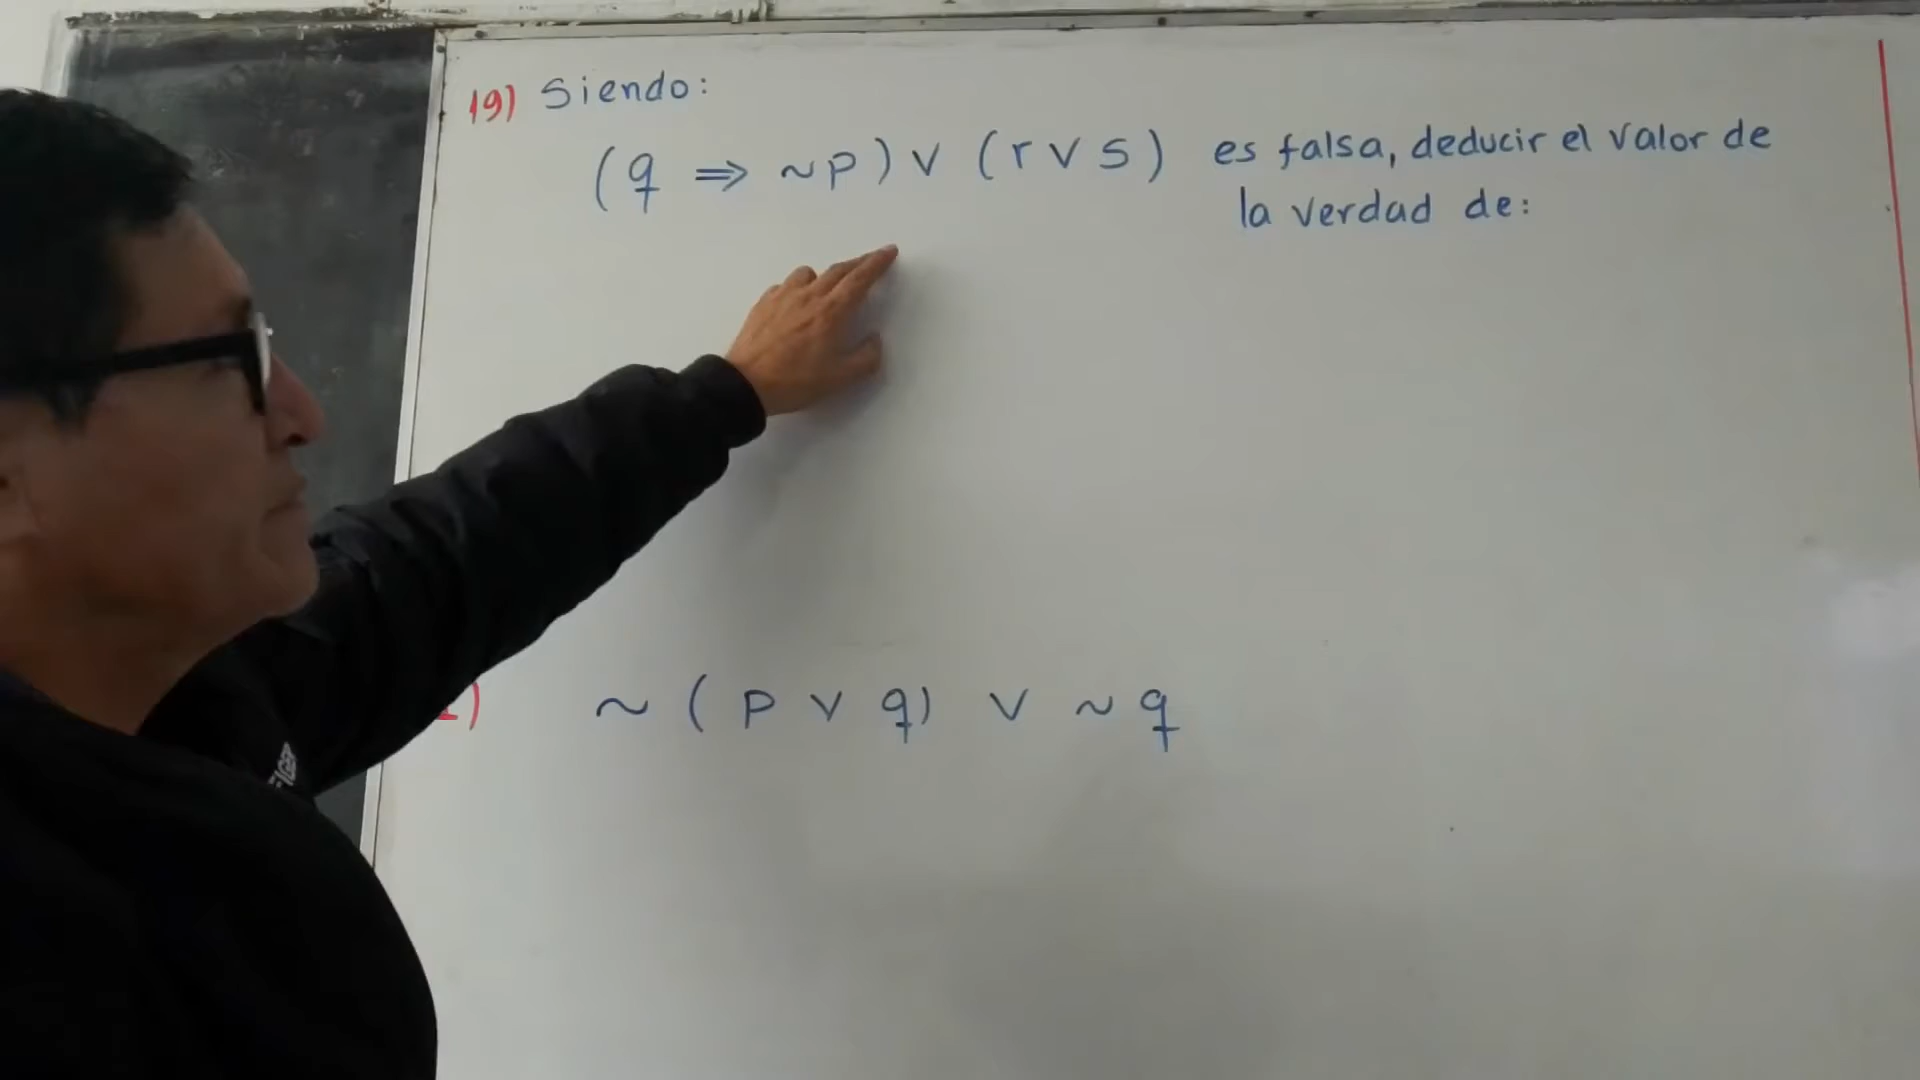 19) Siendo:
(q ⇒ ~p) ∨ (r ∨ s) es falsa, deducir el valor de
la verdad de:
~ ( p ∨ q) ∨ ~ q